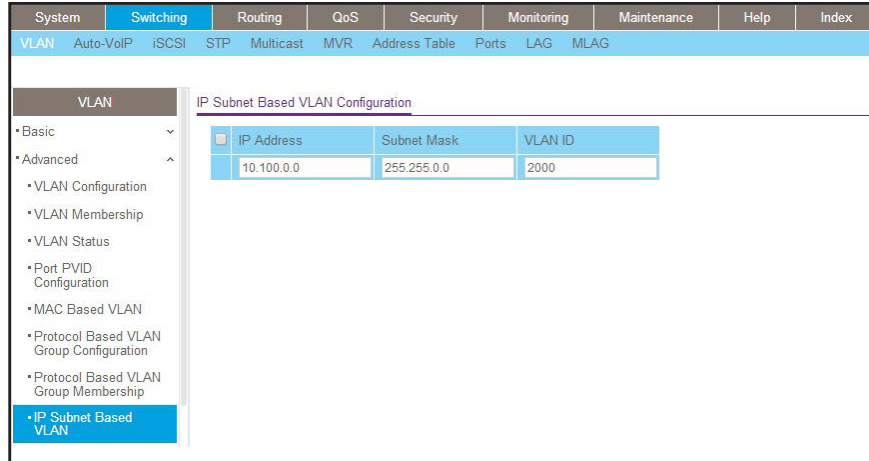 System Switching Routing QoS Security Monitoring Maintenance Help Index
VLAN Auto-VoIP iSCSI STP Multicast MVR Address Table Ports LAG MLAG
VLAN
Basic
Advanced
VLAN Configuration
VLAN Membership
VLAN Status
Port PVID
Configuration
MAC Based VLAN
Protocol Based VLAN
Group Configuration
Protocol Based VLAN
Group Membership
IP Subnet Based
VLAN
IP Subnet Based VLAN Configuration
IP Address Subnet Mask VLAN ID
10.100.0.0 255.255.0.0 2000